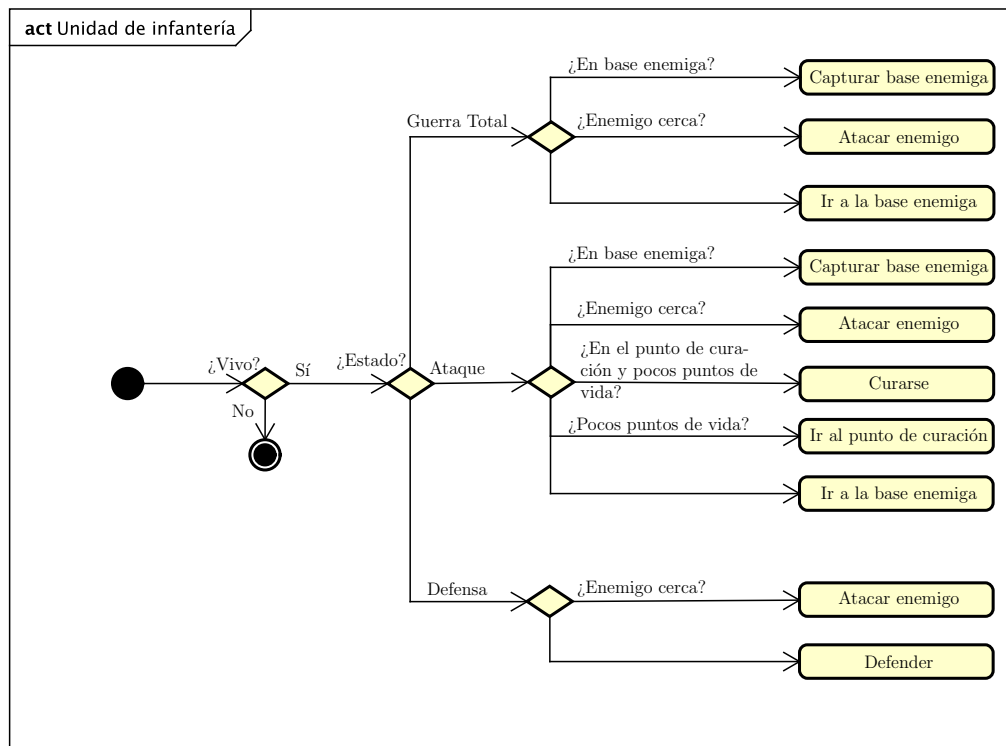 act Unidad de infantería
¿En base enemiga?
Capturar base enemiga
Guerra Total
¿Enemigo cerca?
Atacar enemigo
Ir a la base enemiga
¿En base enemiga?
Capturar base enemiga
¿Enemigo cerca?
Atacar enemigo
¿Vivo?
Sí
¿Estado?
Ataque
¿En el punto de cura-
ción y pocos puntos de
vida?
Curarse
No
¿Pocos puntos de vida?
Ir al punto de curación
Ir a la base enemiga
Defensa
¿Enemigo cerca?
Atacar enemigo
Defender